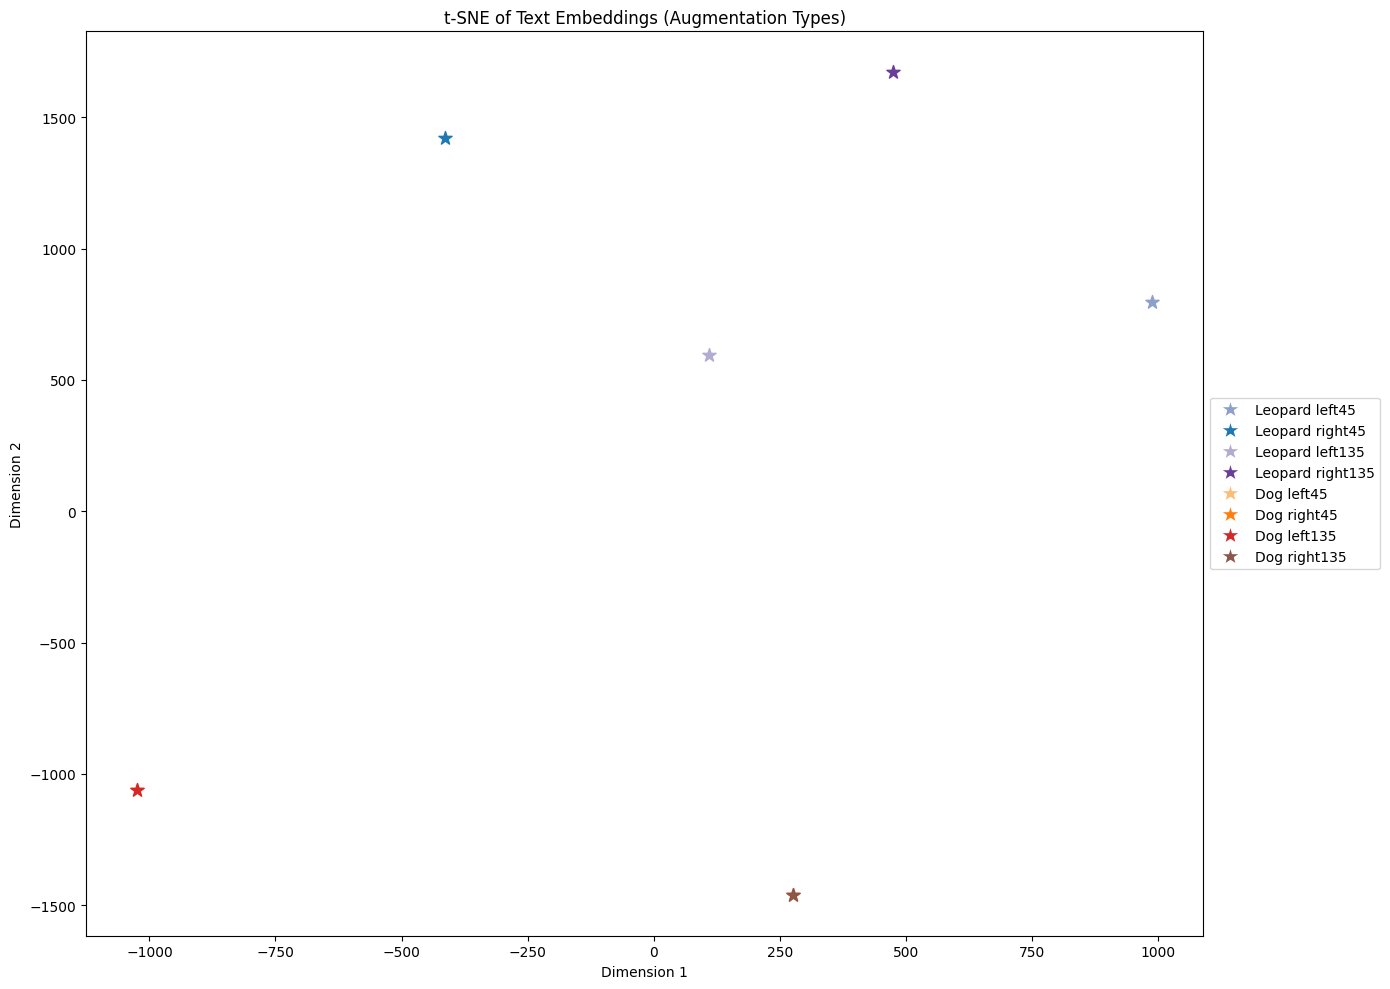 t-SNE of Text Embeddings (Augmentation Types)
1500
1000
500
0
−500
−1000
−1500
Dimension 2
−1000
−750
−500
−250
0
250
500
750
1000
Dimension 1
Leopard left45
Leopard right45
Leopard left135
Leopard right135
Dog left45
Dog right45
Dog left135
Dog right135